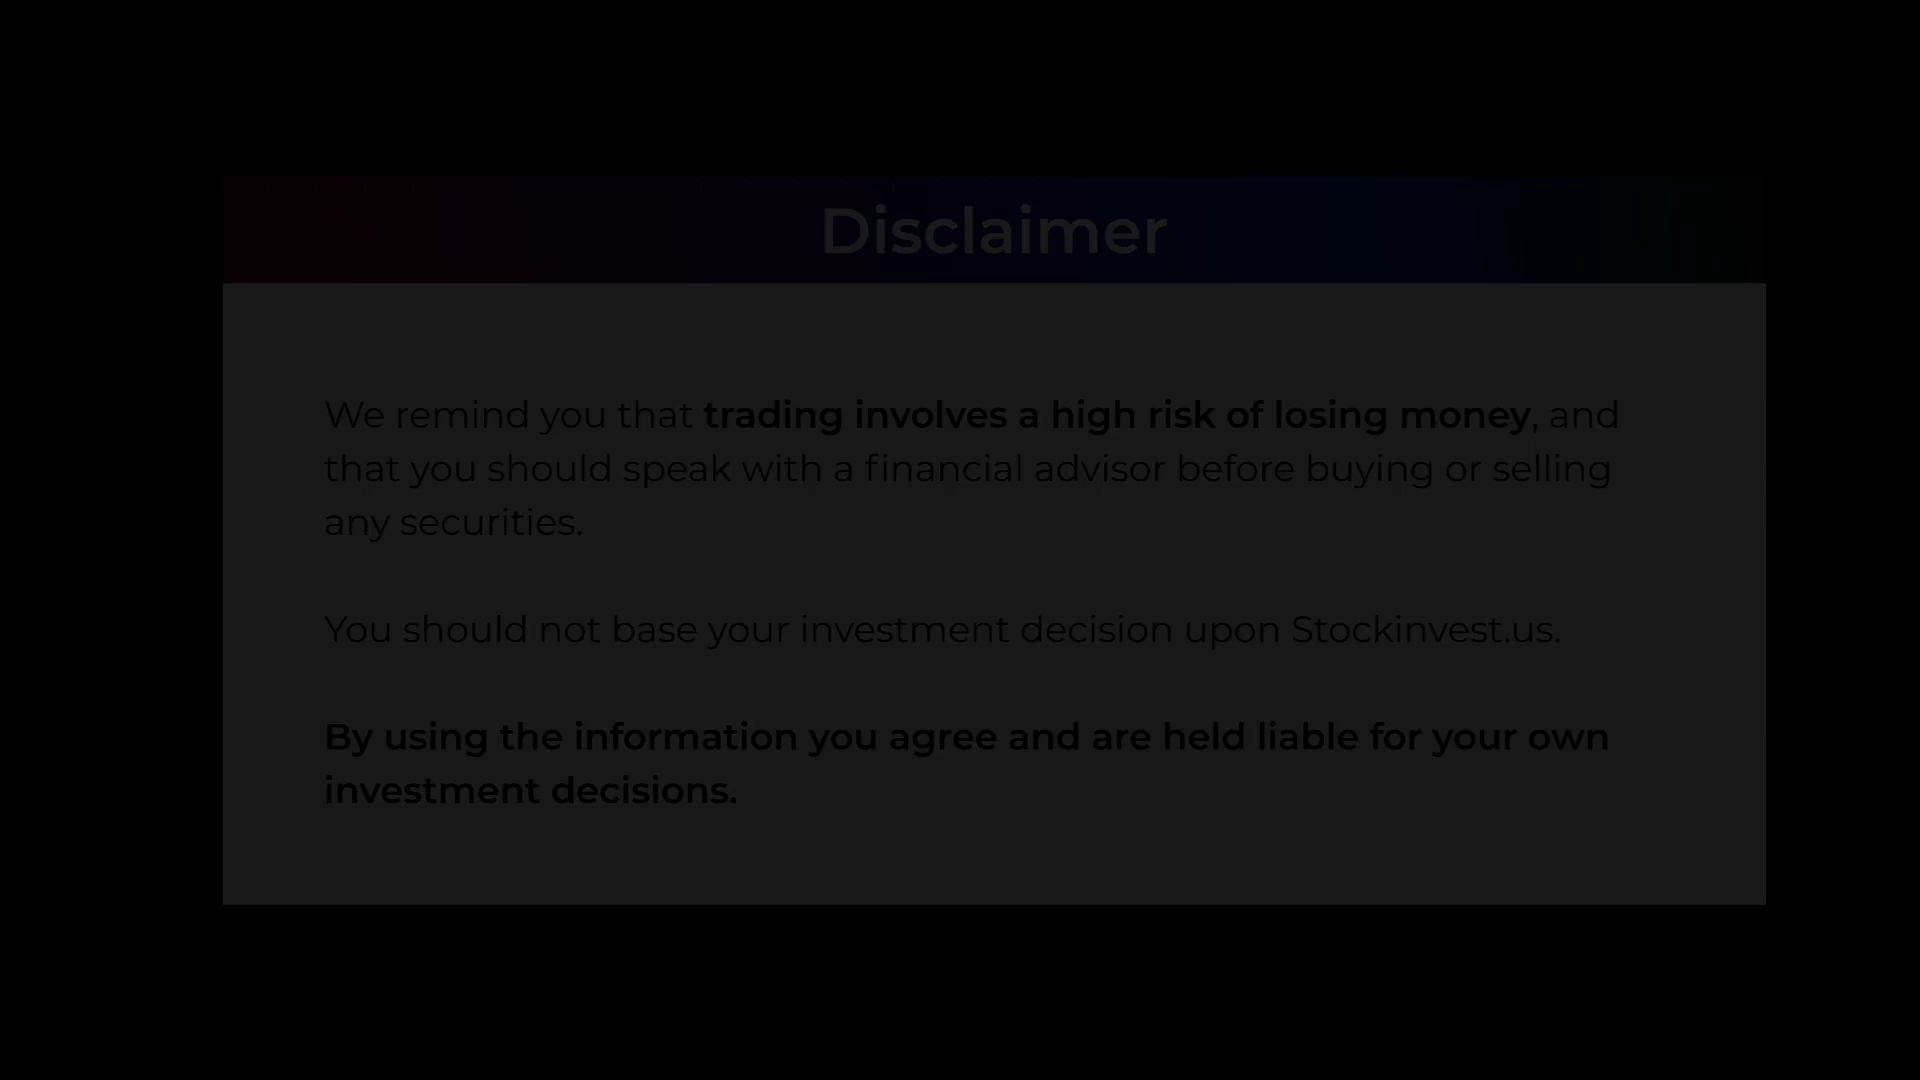 Disclaimer
We remind you that trading involves a high risk of losing money, and
that you should speak with a financial advisor before buying or selling
any securities.
You should not base your investment decision upon Stockinvest.us.
By using the information you agree and are held liable for your own
investment decisions.